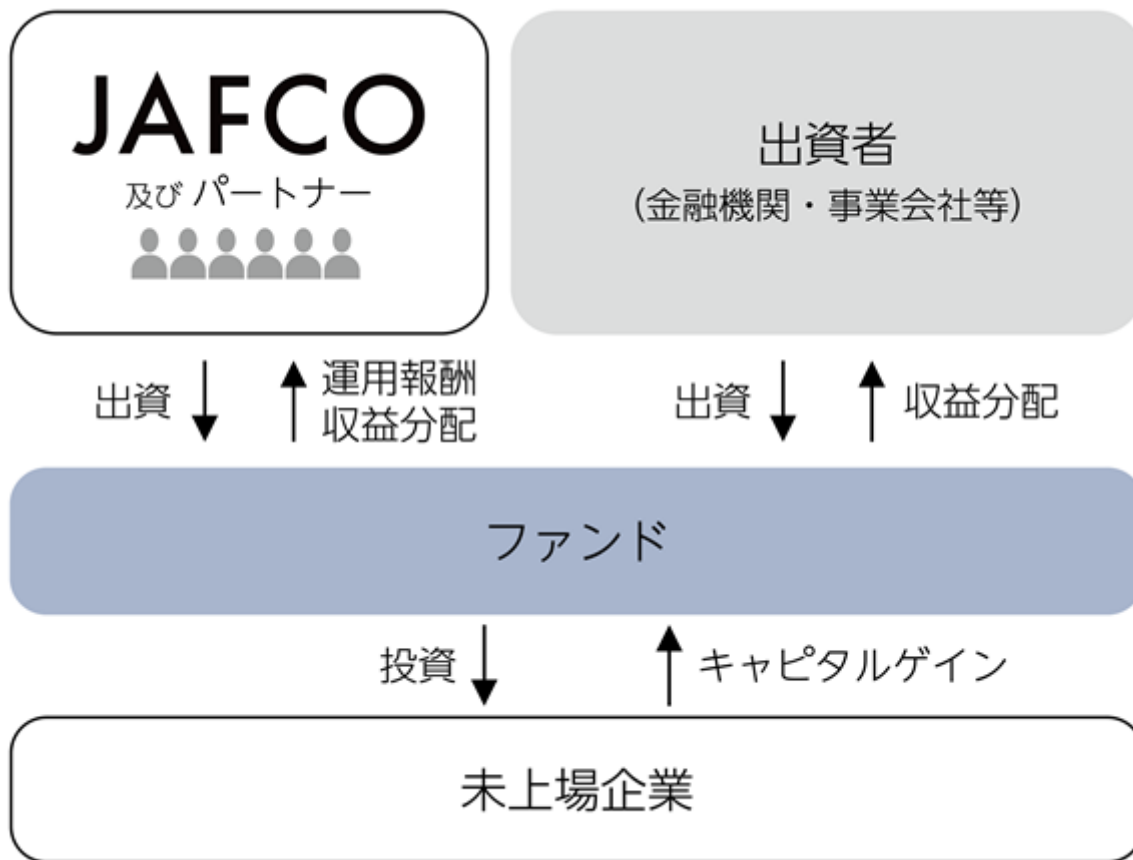 JAFCO
及び パートナー
出資者
(金融機関・事業会社等)
出資
運用報酬
収益分配
出資
収益分配
ファンド
投資
キャピタルゲイン
未上場企業